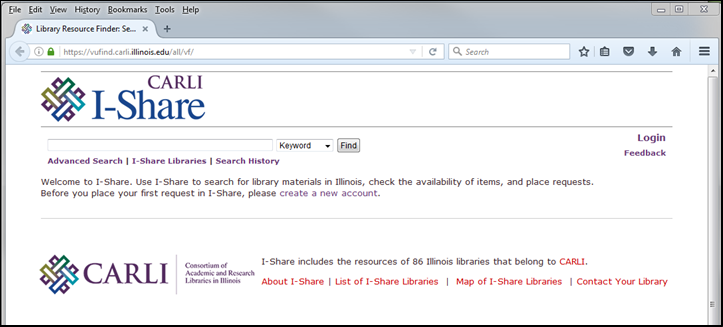 File Edit View History Bookmarks Tools Help
Library Resource Finder: Se...
https://vufind.carli.illinois.edu/all/vf/
Search
CARLI
I-Share
Keyword Find
Login
Feedback
Advanced Search | I-Share Libraries | Search History
Welcome to I-Share. Use I-Share to search for library materials in Illinois, check the availability of items, and place requests.
Before you place your first request in I-Share, please create a new account.
CARLI
Consortium of
Academic and Research
Libraries in Illinois
I-Share includes the resources of 86 Illinois libraries that belong to CARLI.
About I-Share | List of I-Share Libraries | Map of I-Share Libraries | Contact Your Library